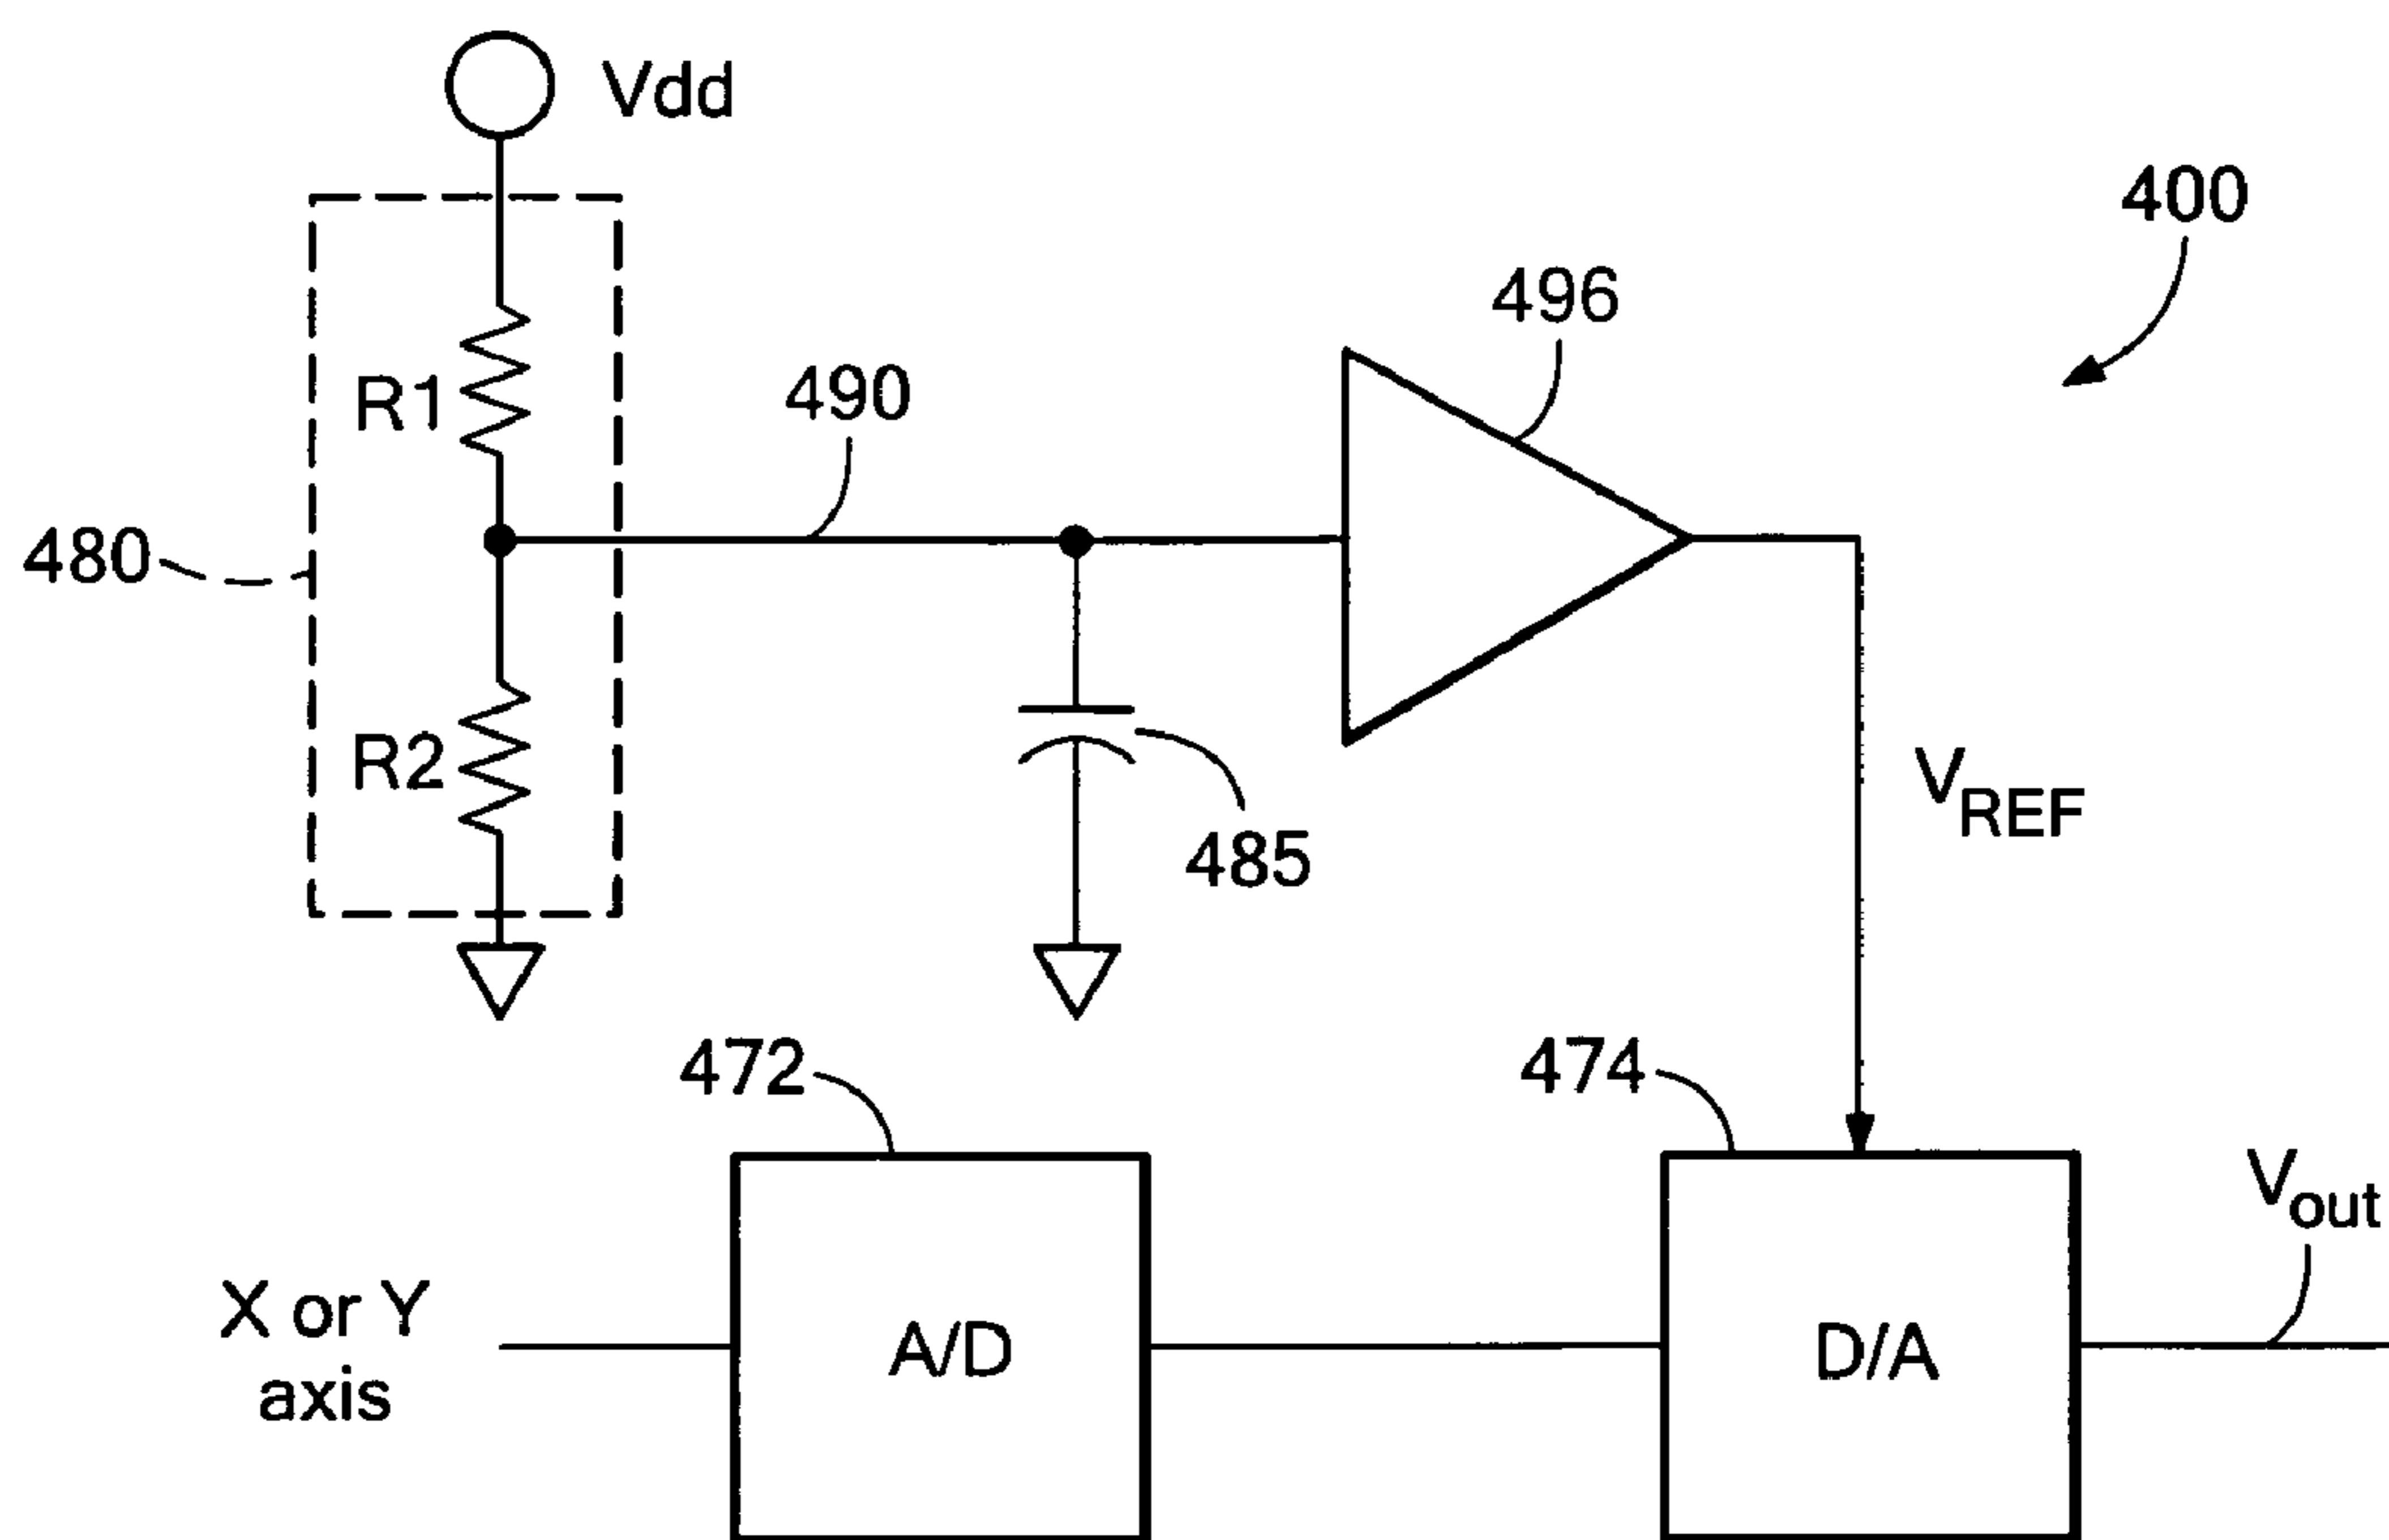 Vdd
400
496
R1
490
480
R2
V_REF
485
472
474
V_out
X or Y
axis
A/D
D/A